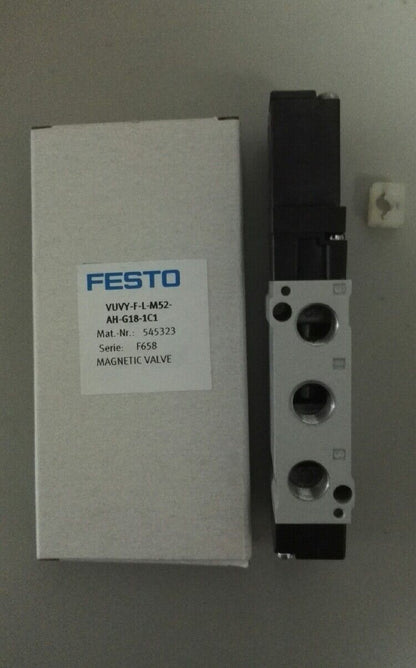 FESTO
VUVY-F-L-M52-
AH-G18-1C1
Mat.-Nr.: 545323
Serie: F658
MAGNETIC VALVE